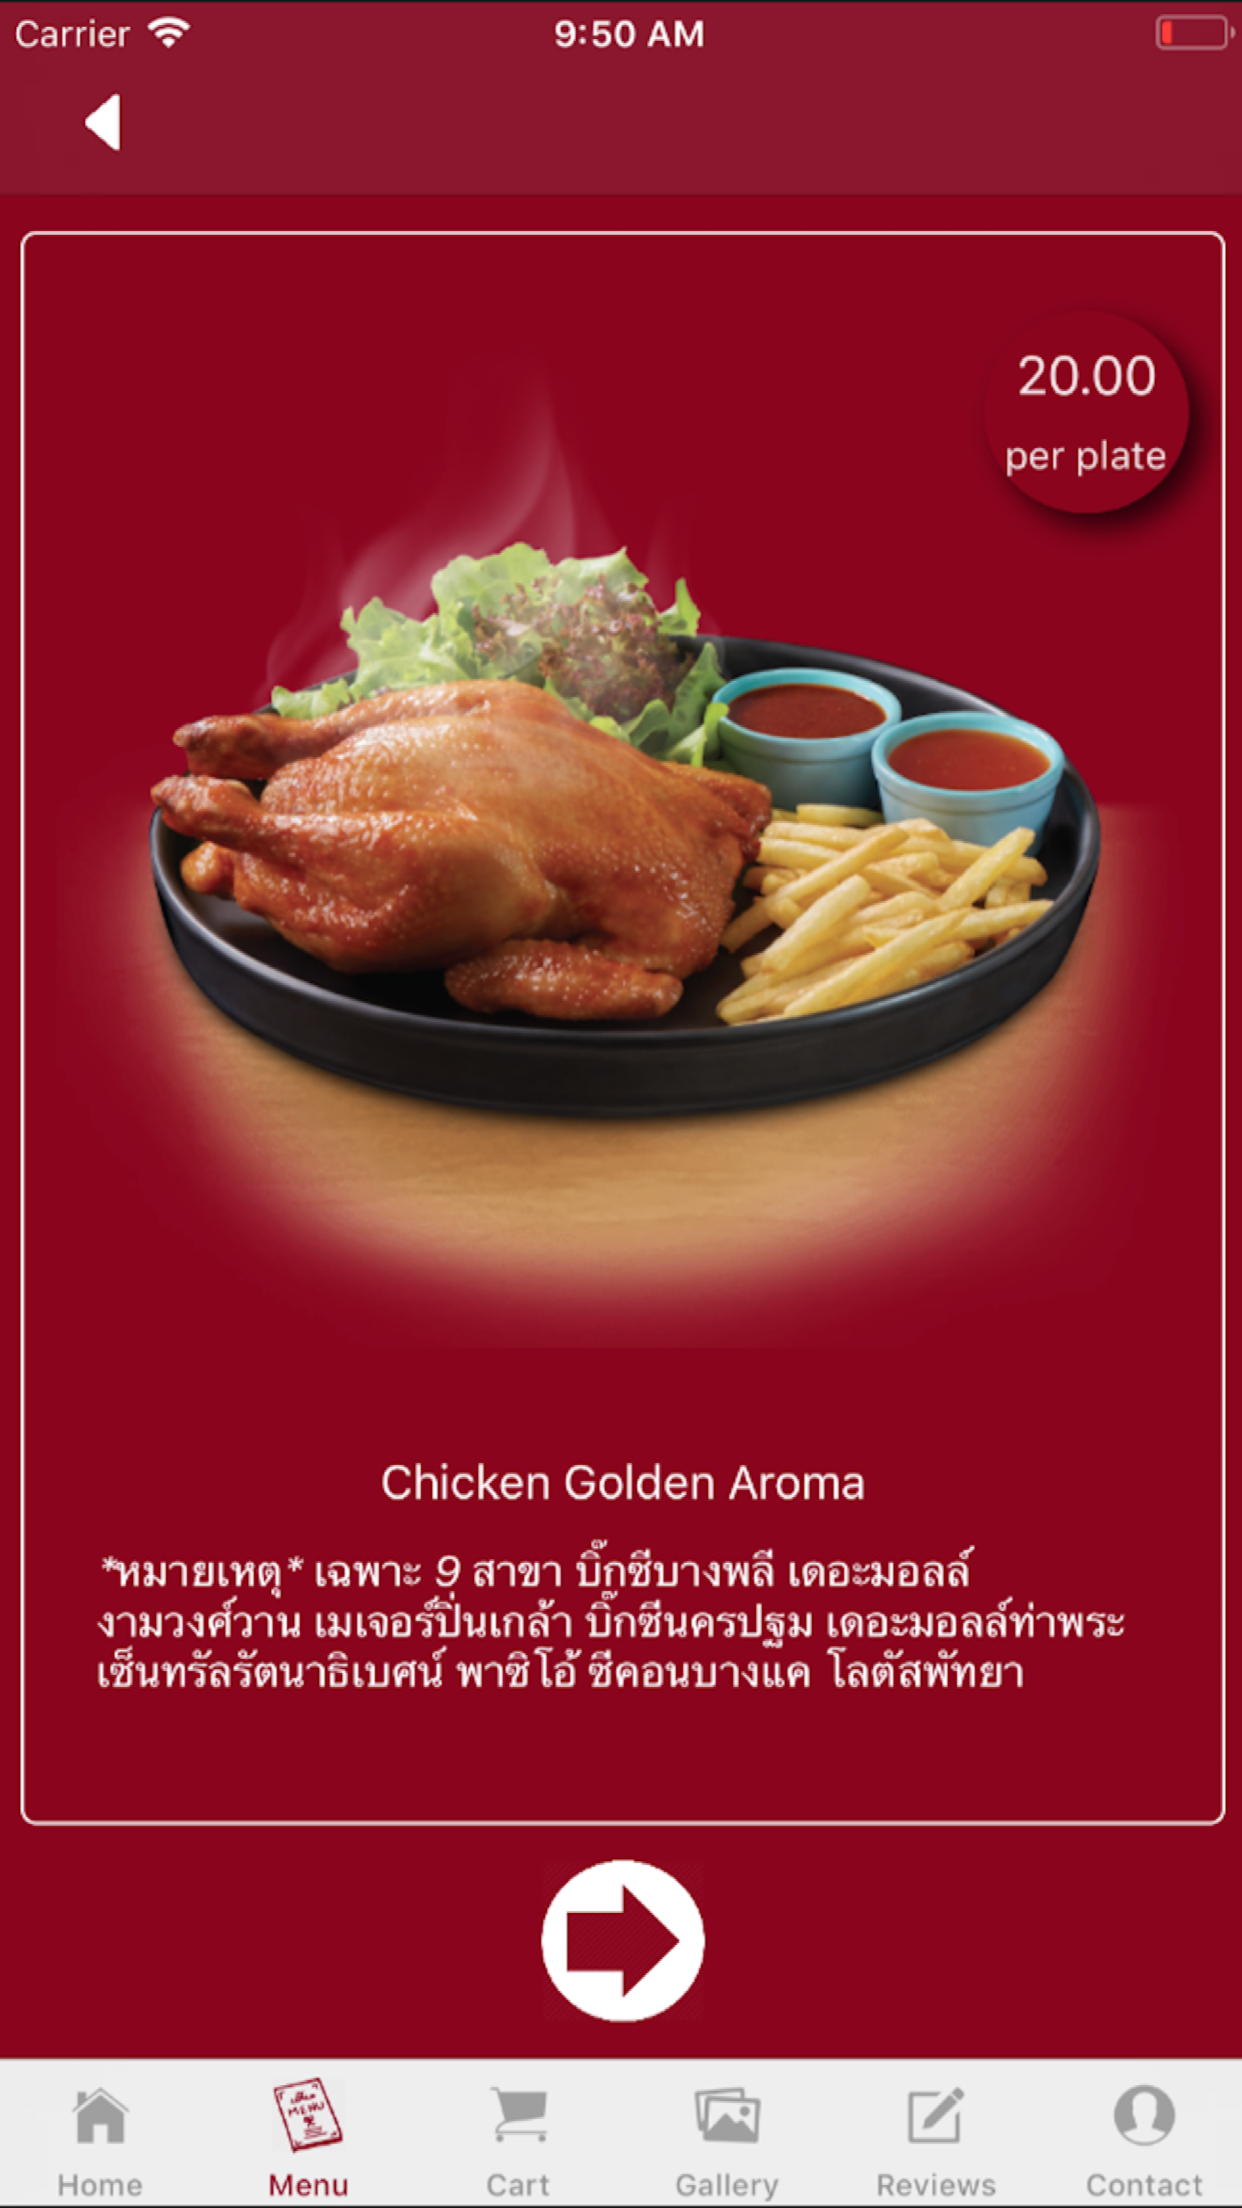 Carrier
9:50 AM
20.00
per plate
Chicken Golden Aroma
*หมายเหตุ* เฉพาะ 9 สาขา บิ๊กซีบางพลี เดอะมอลล์
งามวงศ์วาน เมเจอร์ปิ่นเกล้า บิ๊กซีนครปฐม เดอะมอลล์ท่าพระ
เซ็นทรัลรัตนาธิเบศน์ พาซิโอ้ ซีคอนบางแค โลตัสพัทยา
MENU
Home
Menu
Cart
Gallery
Reviews
Contact